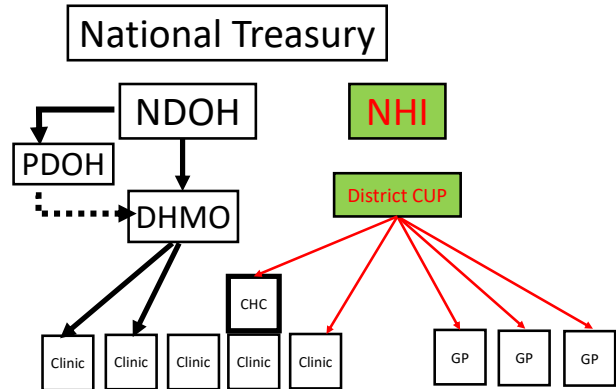 National Treasury
NDOH
NHI
PDOH
DHMO
District CUP
CHC
Clinic
Clinic
Clinic
Clinic
Clinic
GP
GP
GP